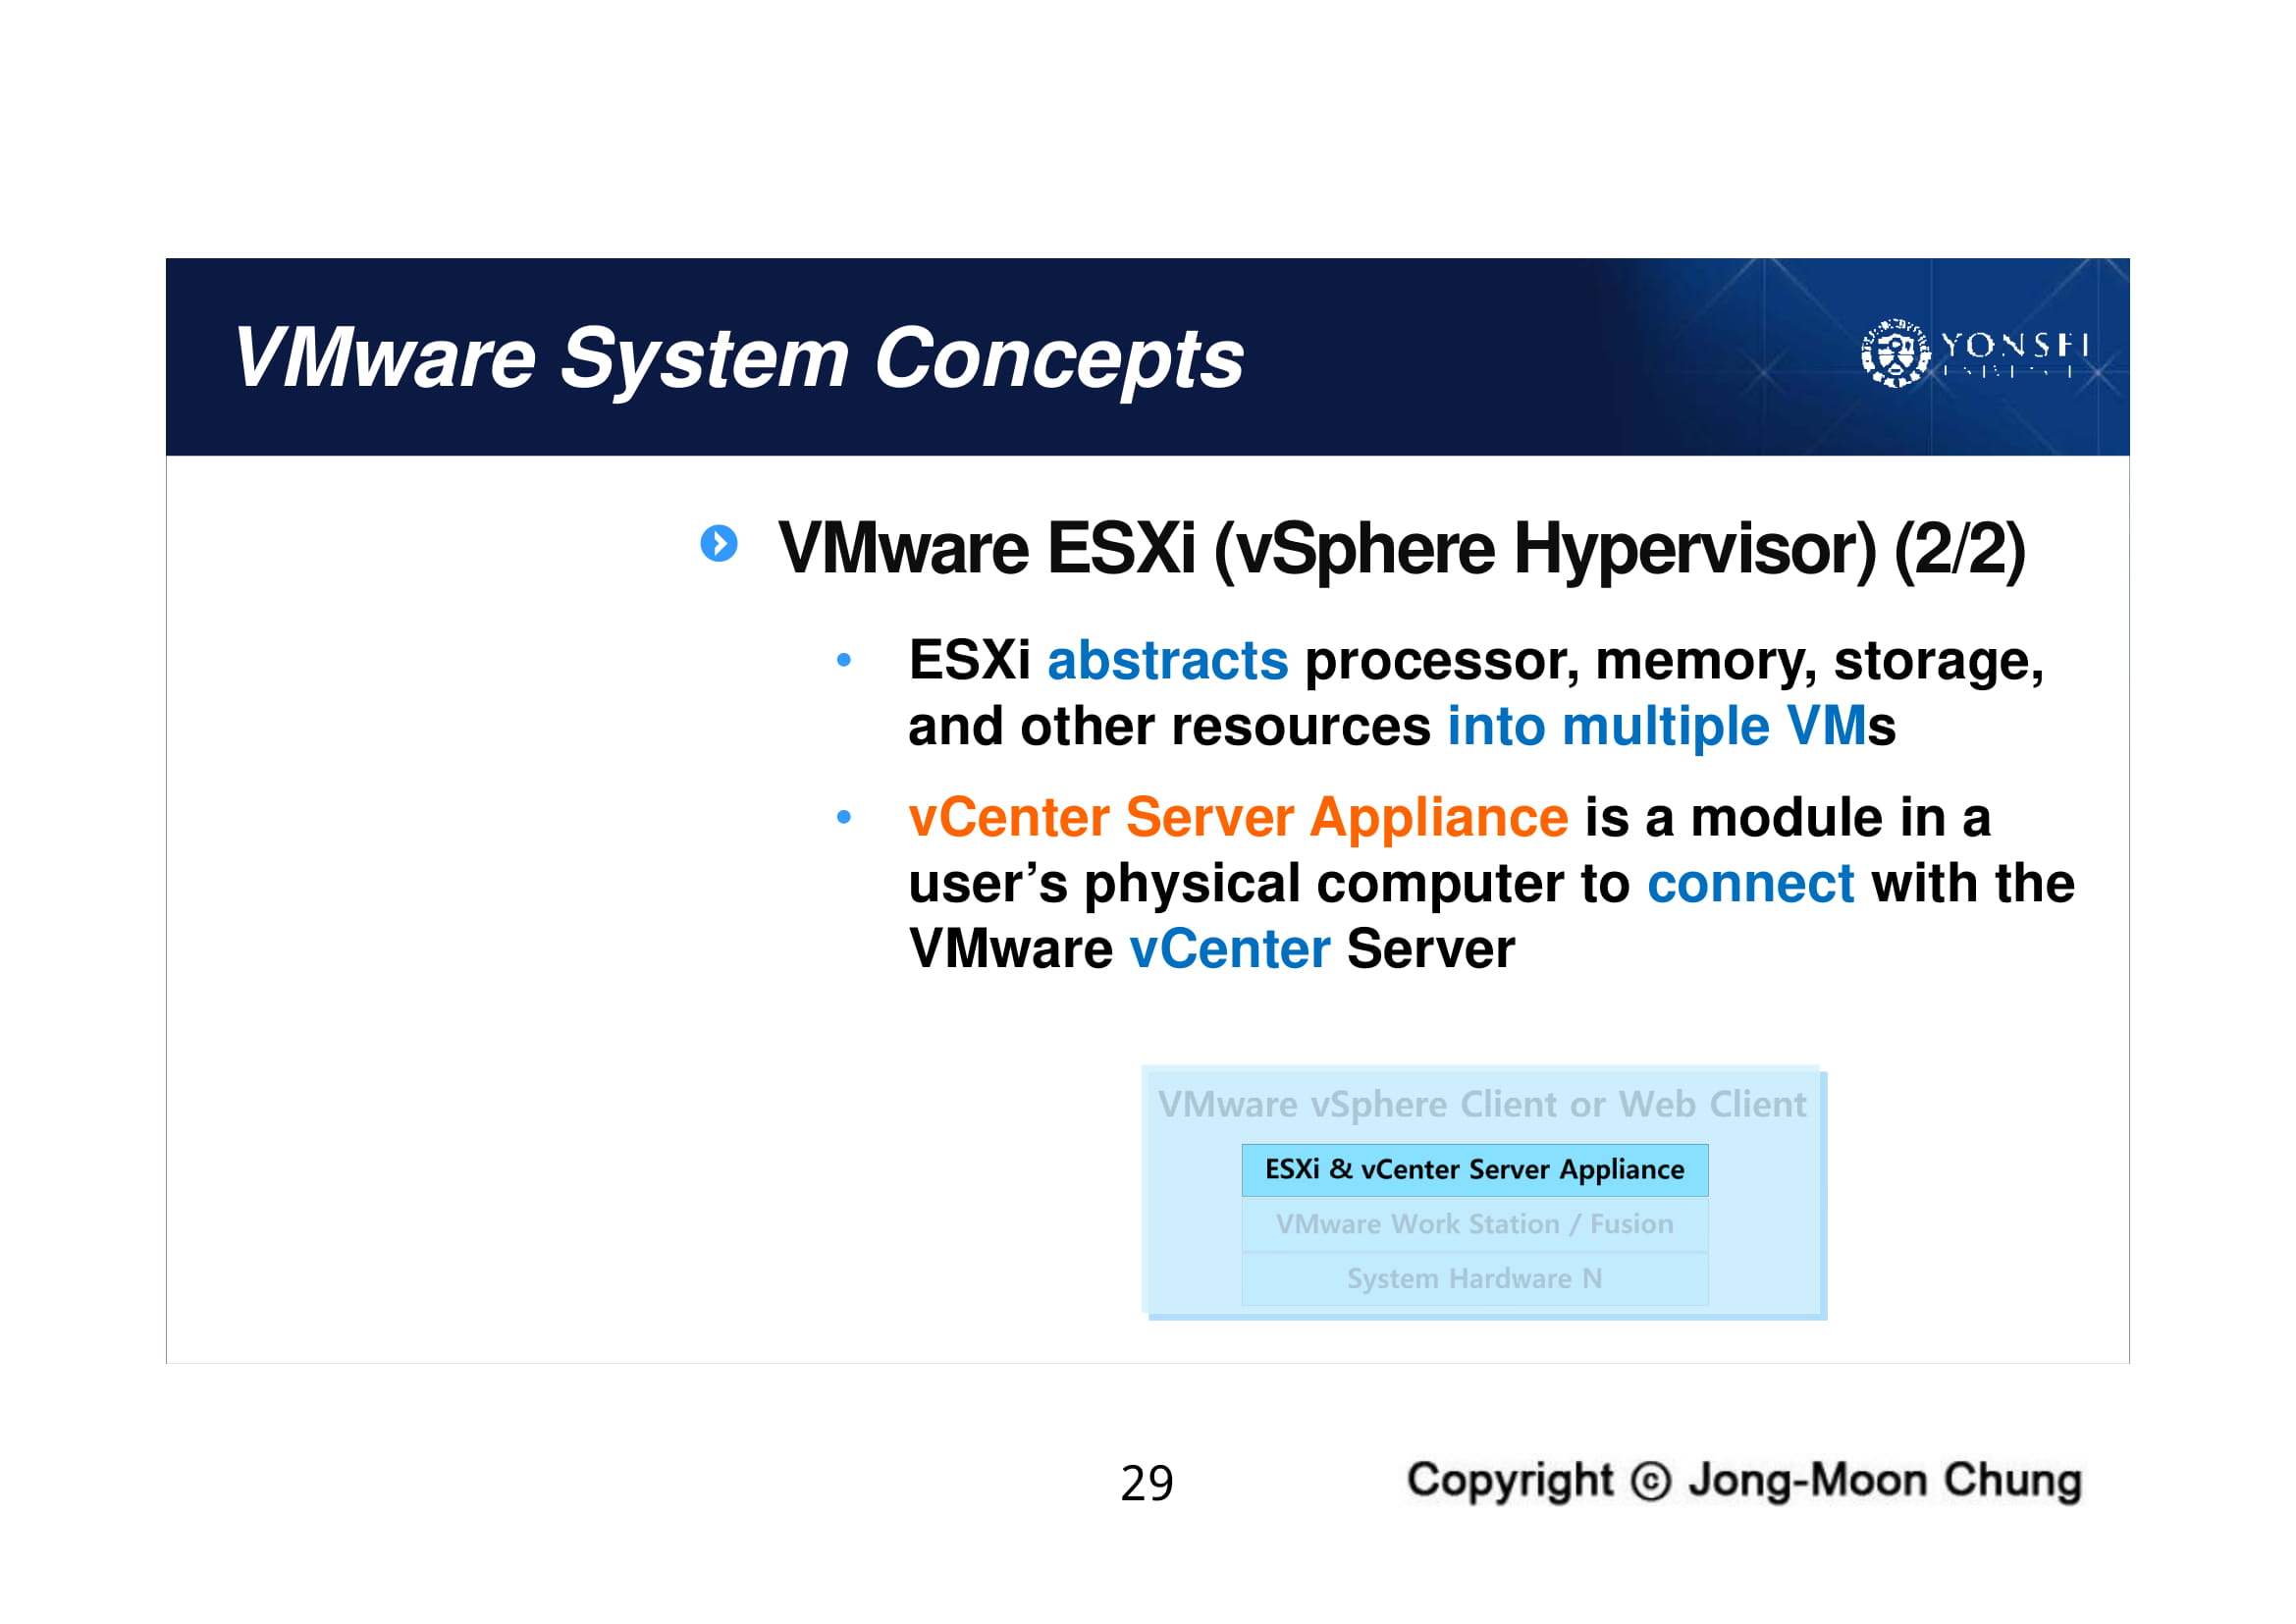 VMware System Concepts
YONSEI
VMware ESXi (vSphere Hypervisor) (2/2)
• ESXi abstracts processor, memory, storage,
and other resources into multiple VMs
• vCenter Server Appliance is a module in a
user’s physical computer to connect with the
VMware vCenter Server
VMware vSphere Client or Web Client
ESXi & vCenter Server Appliance
VMware Work Station / Fusion
System Hardware N
29
Copyright ⓒ Jong-Moon Chung